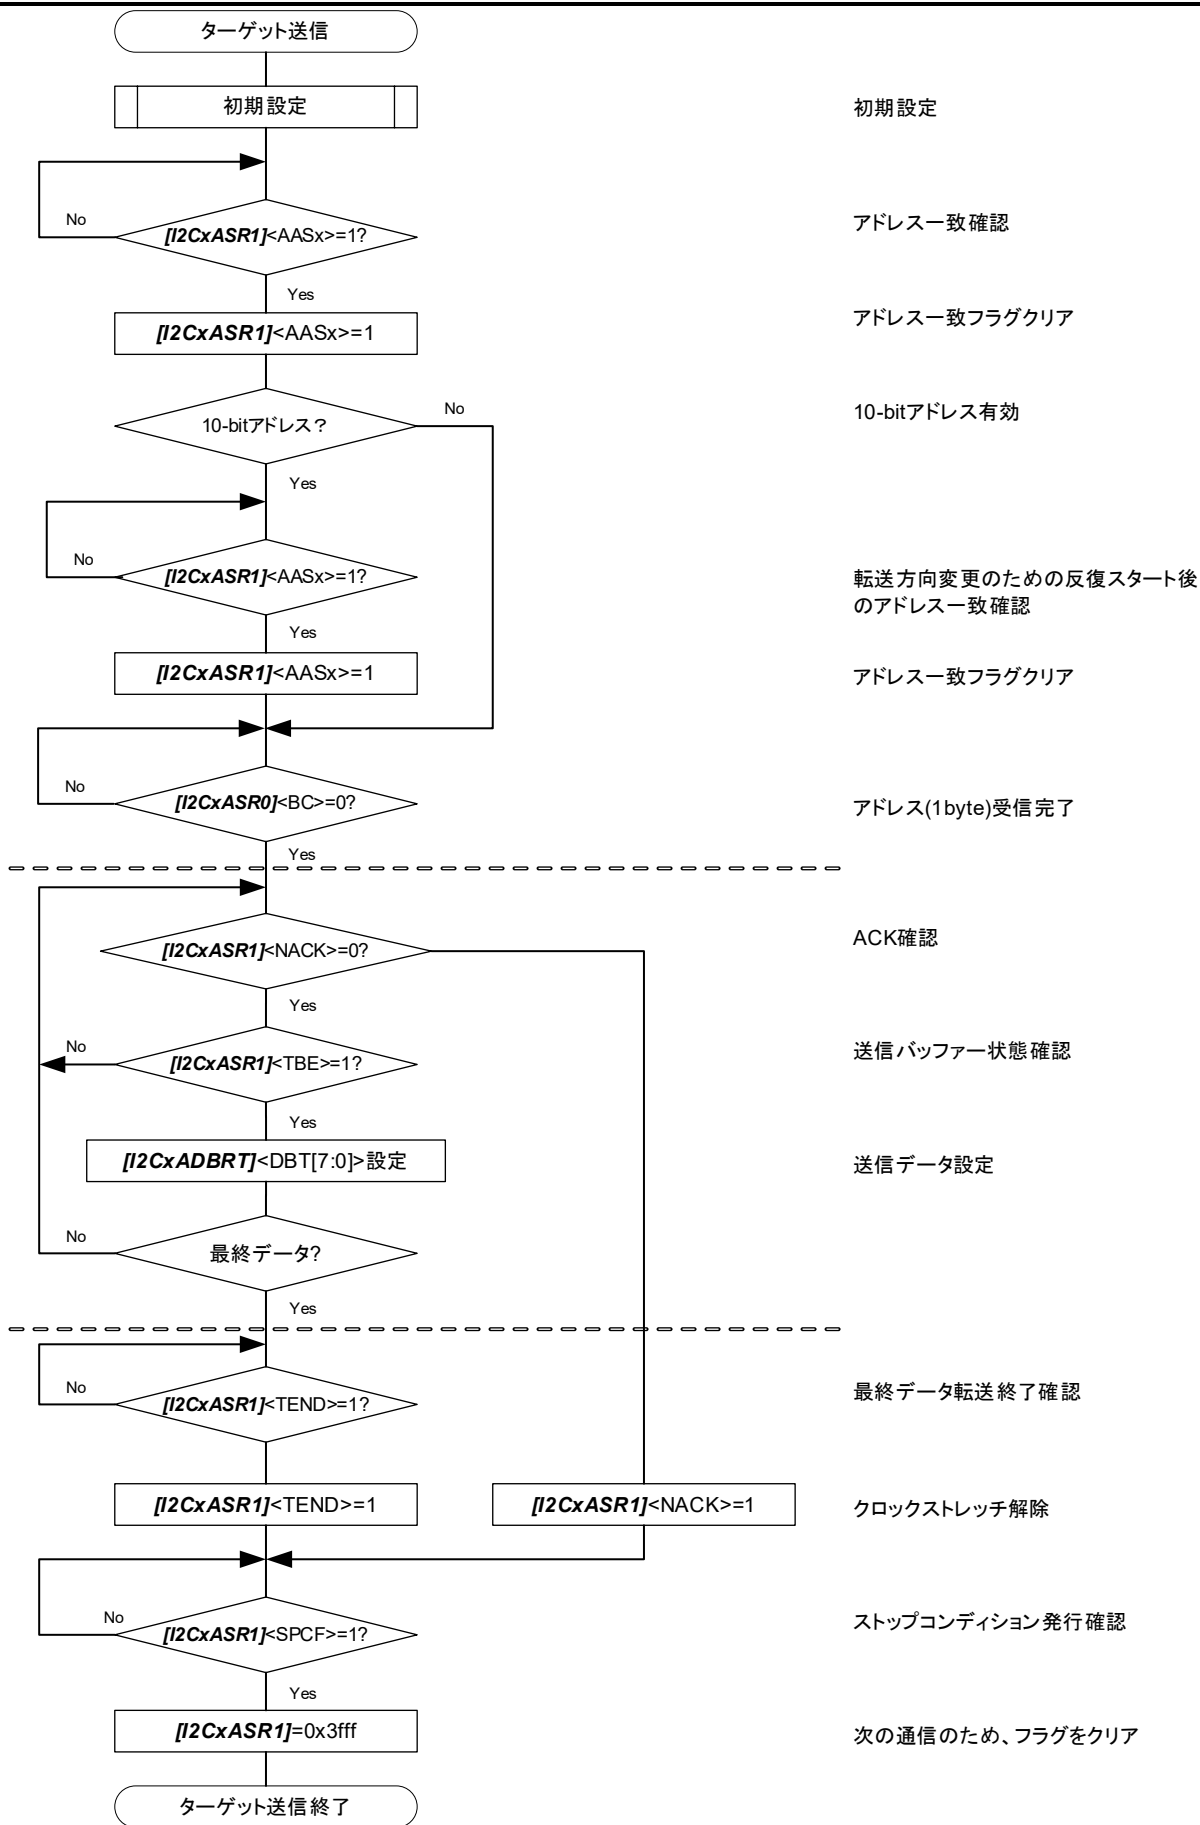 ターゲット送信
初期設定
初期設定
No
[I2CxASR1]<AASx>=1?
アドレス一致確認
Yes
[I2CxASR1]<AASx>=1
アドレス一致フラグクリア
10-bitアドレス？
No
10-bitアドレス有効
Yes
No
[I2CxASR1]<AASx>=1?
転送方向変更のための反復スタート後
のアドレス一致確認
Yes
[I2CxASR1]<AASx>=1
アドレス一致フラグクリア
No
[I2CxASR0]<BC>=0?
アドレス(1byte)受信完了
Yes
[I2CxASR1]<NACK>=0?
ACK確認
Yes
No
[I2CxASR1]<TBE>=1?
送信バッファー状態確認
Yes
[I2CxADBRT]<DBT[7:0]>設定
送信データ設定
No
最終データ?
Yes
No
[I2CxASR1]<TEND>=1?
最終データ転送終了確認
[I2CxASR1]<TEND>=1
[I2CxASR1]<NACK>=1
クロックストレッチ解除
No
[I2CxASR1]<SPCF>=1?
ストップコンディション発行確認
Yes
[I2CxASR1]=0x3fff
次の通信のため、フラグをクリア
ターゲット送信終了